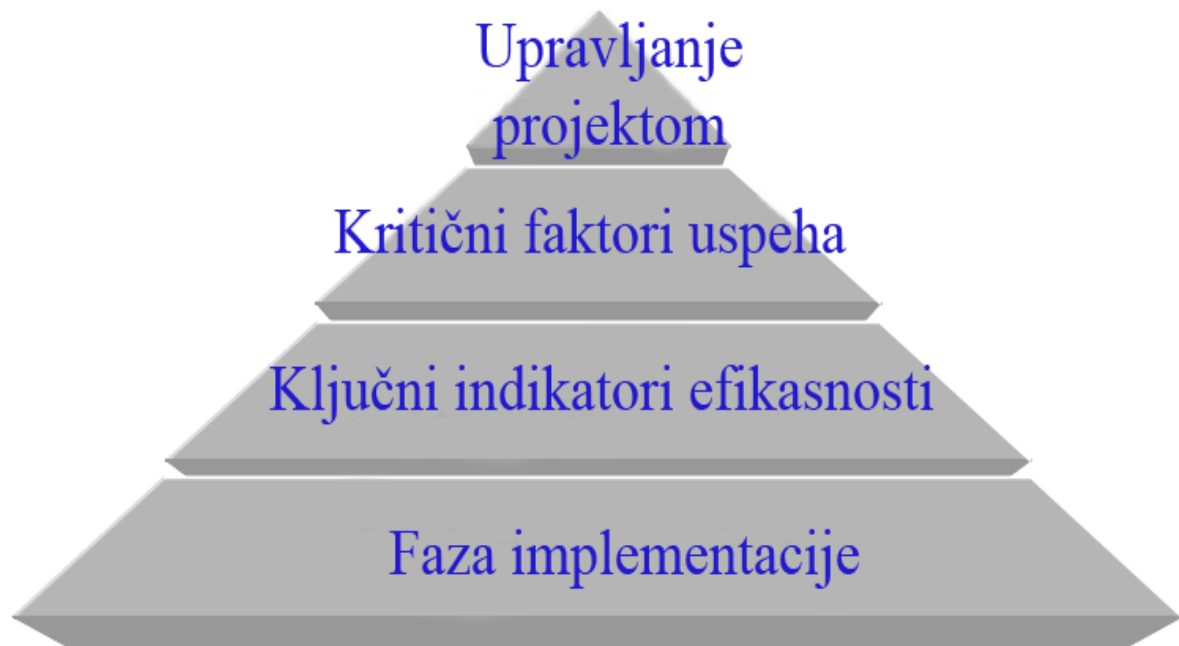 Upravljanje
projektom
Kritični faktori uspeha
Ključni indikatori efikasnosti
Faza implementacije